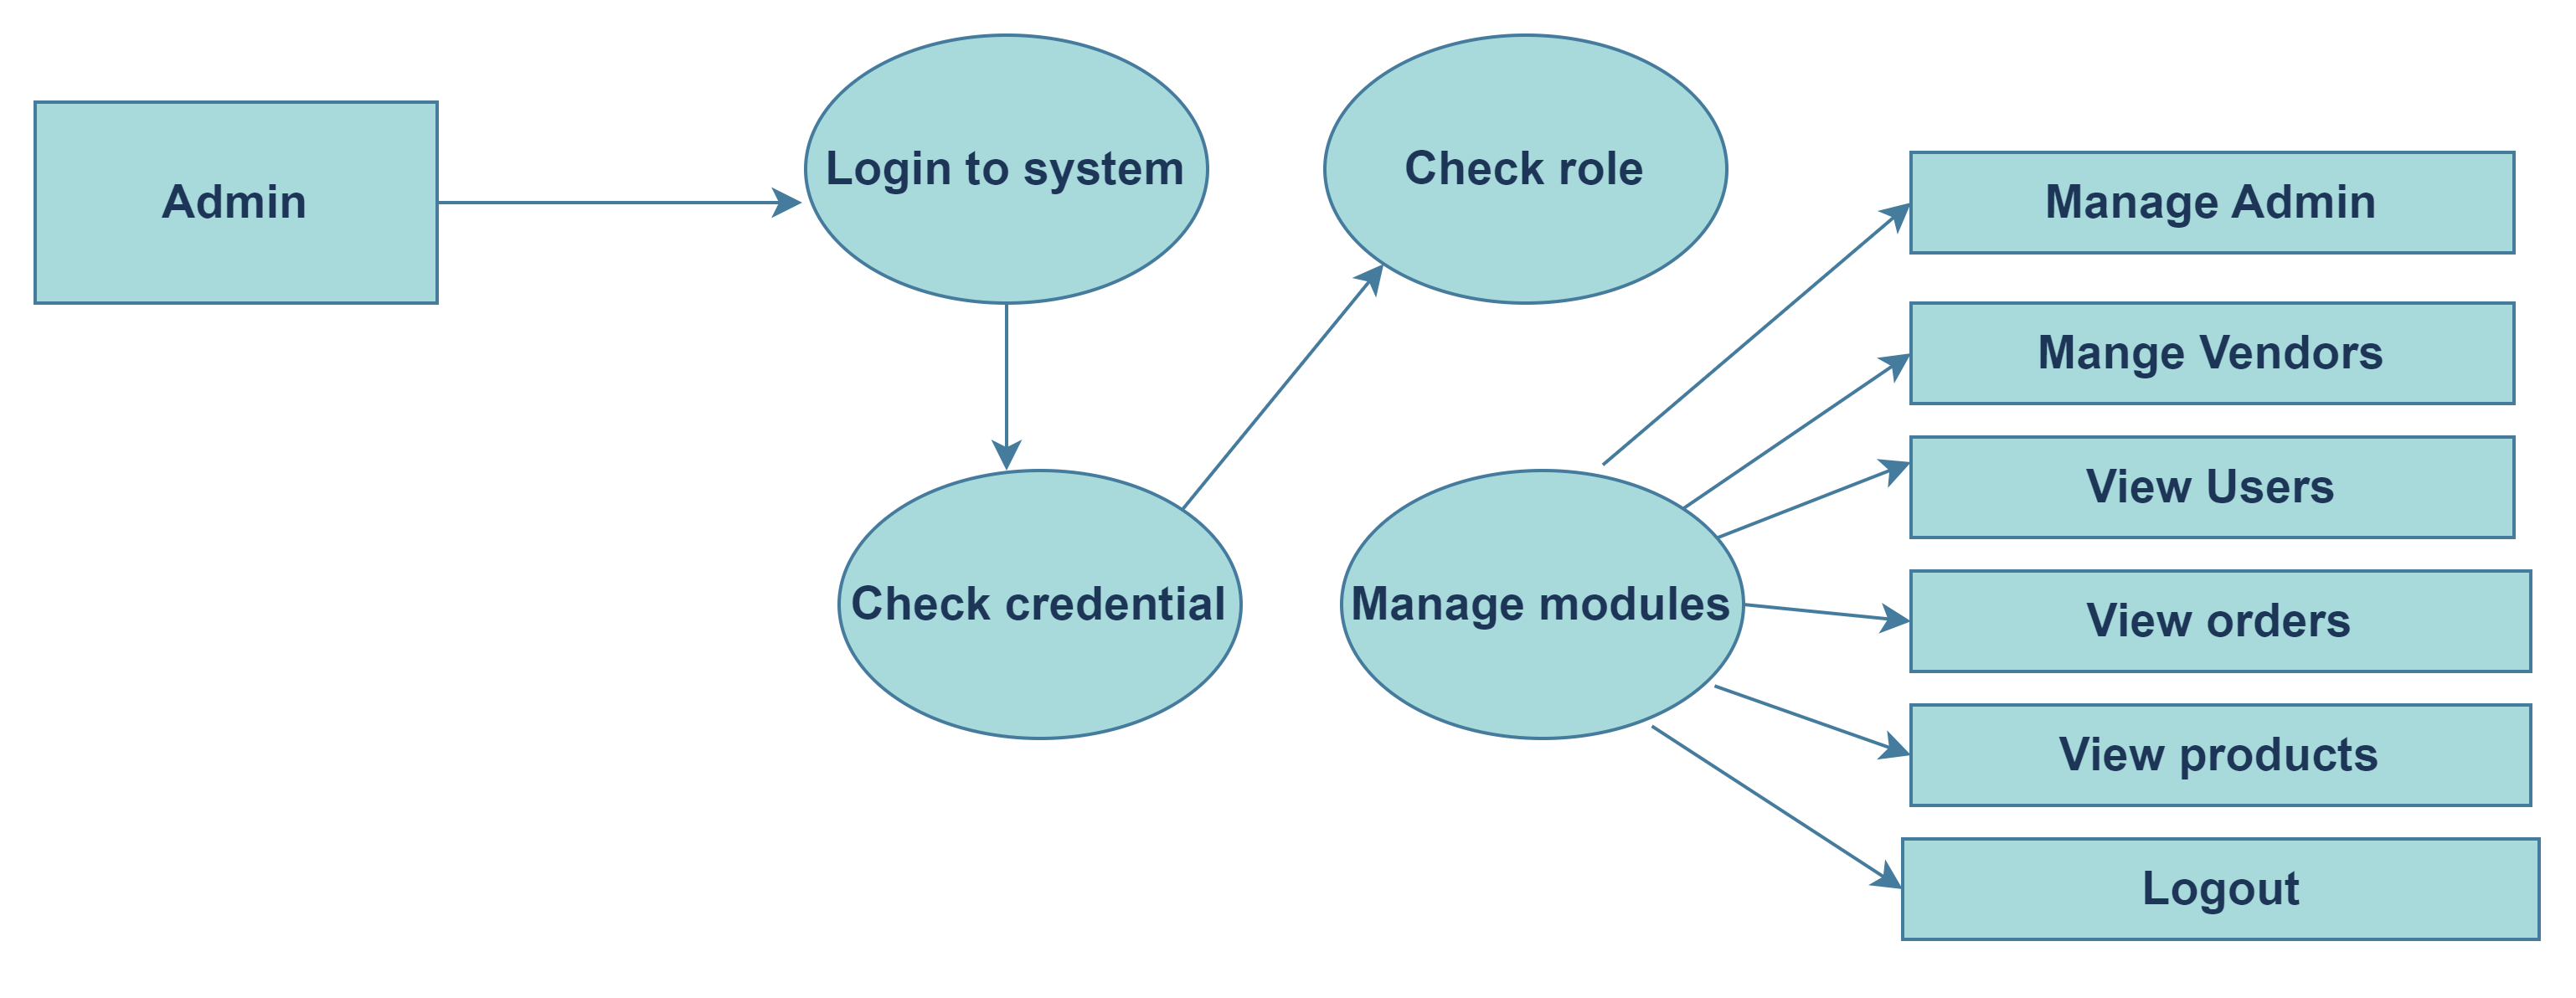 Admin
Login to system
Check role
Check credential
Manage modules
Manage Admin
Mange Vendors
View Users
View orders
View products
Logout